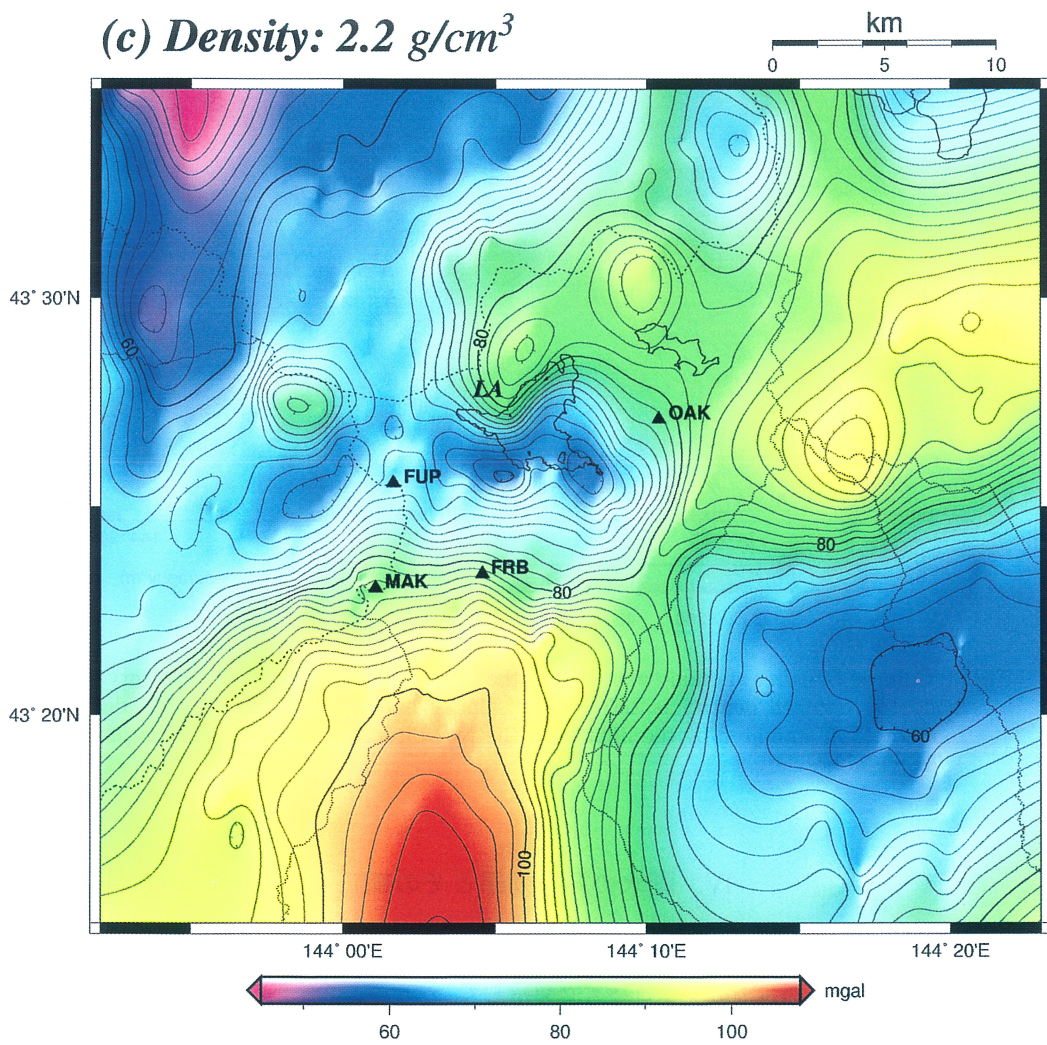 (c) Density: 2.2 g/cm³
km
0 5 10
43° 30'N
60
80
LA
OAK
FUP
80
FRB
MAK
80
43° 20'N
60
100
144° 00'E 144° 10'E 144° 20'E
mgal
60 80 100